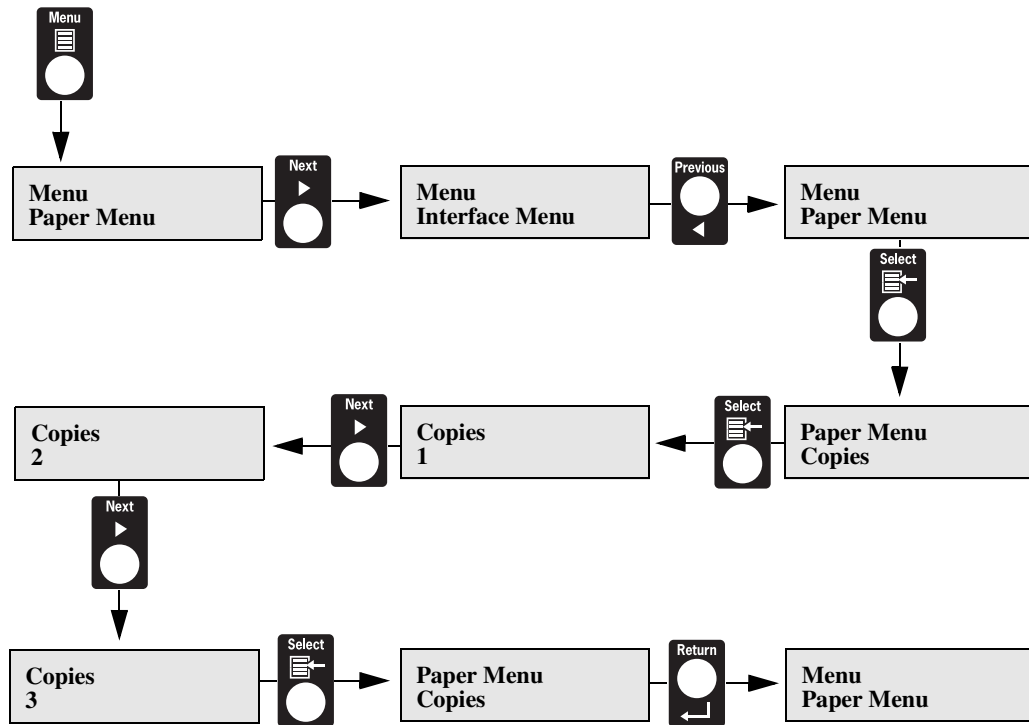 Menu
Menu
Paper Menu
Next
Menu
Interface Menu
Previous
Menu
Paper Menu
Select
Paper Menu
Copies
Select
Copies
1
Next
Copies
2
Next
Copies
3
Select
Paper Menu
Copies
Return
Menu
Paper Menu